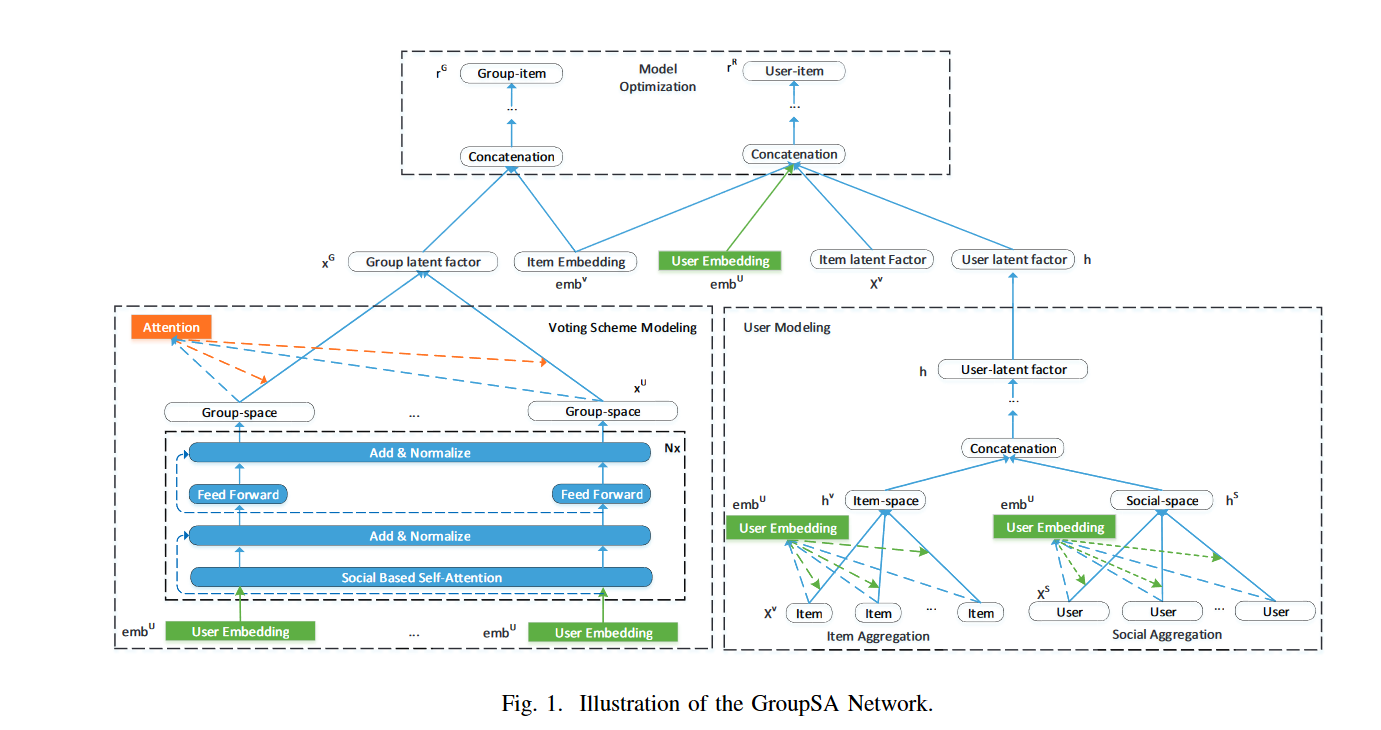 r^G Group-item Model r^R User-item
Optimization
... ...
Concatenation Concatenation
x^G Group latent factor Item Embedding User Embedding Item latent Factor User latent factor h
emb^v emb^U X^v
Attention Voting Scheme Modeling
x^U
Group-space ... Group-space
Nx
Add & Normalize
Feed Forward Feed Forward
Add & Normalize
Social Based Self-Attention
emb^U User Embedding ... emb^U User Embedding
User Modeling
h User-latent factor
...
Concatenation
emb^U h^v Item-space emb^U Social-space h^S
User Embedding User Embedding
X^v Item Item ... Item X^S User User ... User
Item Aggregation Social Aggregation
Fig. 1. Illustration of the GroupSA Network.